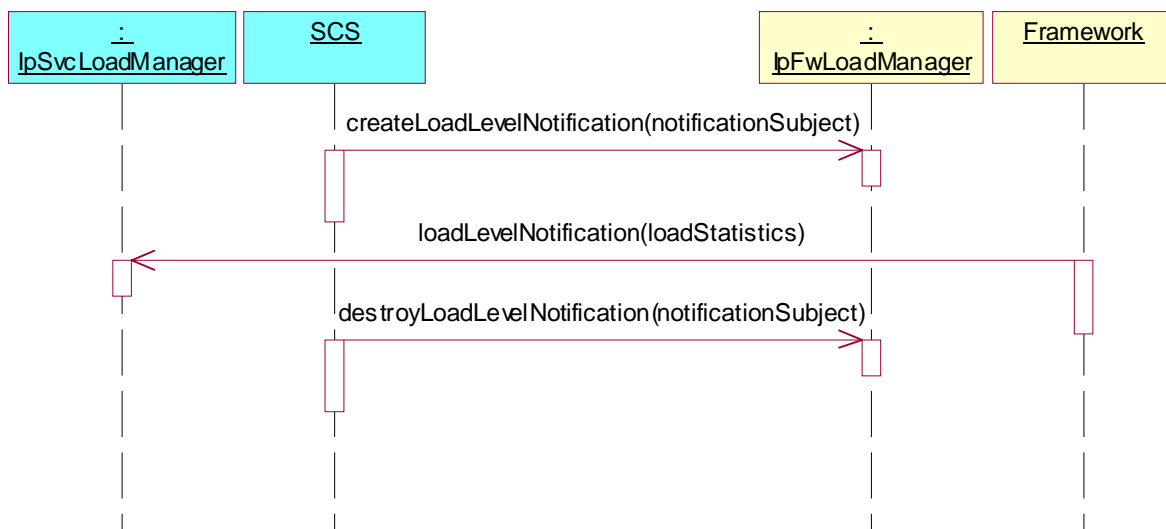 :
IpSvcLoadManager
SCS
:
IpFwLoadManager
Framework
createLoadLevelNotification(notificationSubject)
loadLevelNotification(loadStatistics)
destroyLoadLevelNotification(notificationSubject)